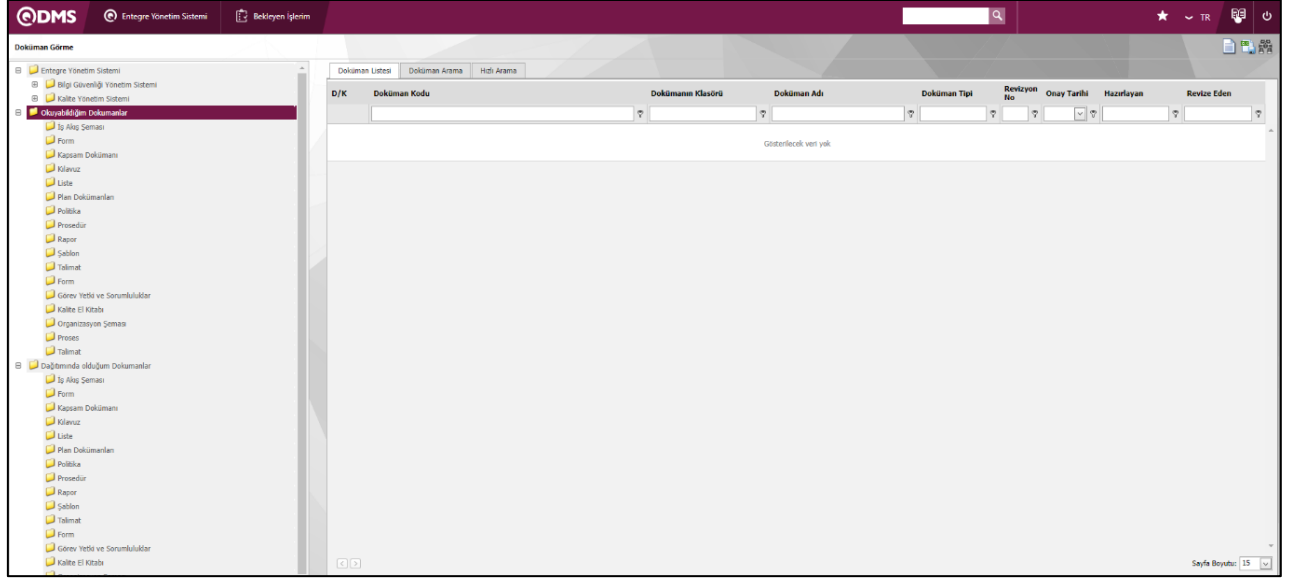 QDMS Entegre Yönetim Sistemi Bekleyen İşlerim TR
Doküman Görme
Entegre Yönetim Sistemi
Bilgi Güvenliği Yönetim Sistemi
Kalite Yönetim Sistemi
Okuyabildiğim Dokumanlar
İş Akış Şeması
Form
Kapsam Dokümanı
Kılavuz
Liste
Plan Dokümanları
Politika
Prosedür
Rapor
Şablon
Talimat
Form
Görev Yetki ve Sorumluluklar
Kalite El Kitabı
Organizasyon Şeması
Proses
Talimat
Dağıtımında olduğum Dokumanlar
İş Akış Şeması
Form
Kapsam Dokümanı
Kılavuz
Liste
Plan Dokümanları
Politika
Prosedür
Rapor
Şablon
Talimat
Form
Görev Yetki ve Sorumluluklar
Kalite El Kitabı
Doküman Listesi Doküman Arama Hızlı Arama
D/K Doküman Kodu Dokümanın Klasörü Doküman Adı Doküman Tipi Revizyon No Onay Tarihi Hazırlayan Revize Eden
Gösterilecek veri yok
Sayfa Boyutu: 15